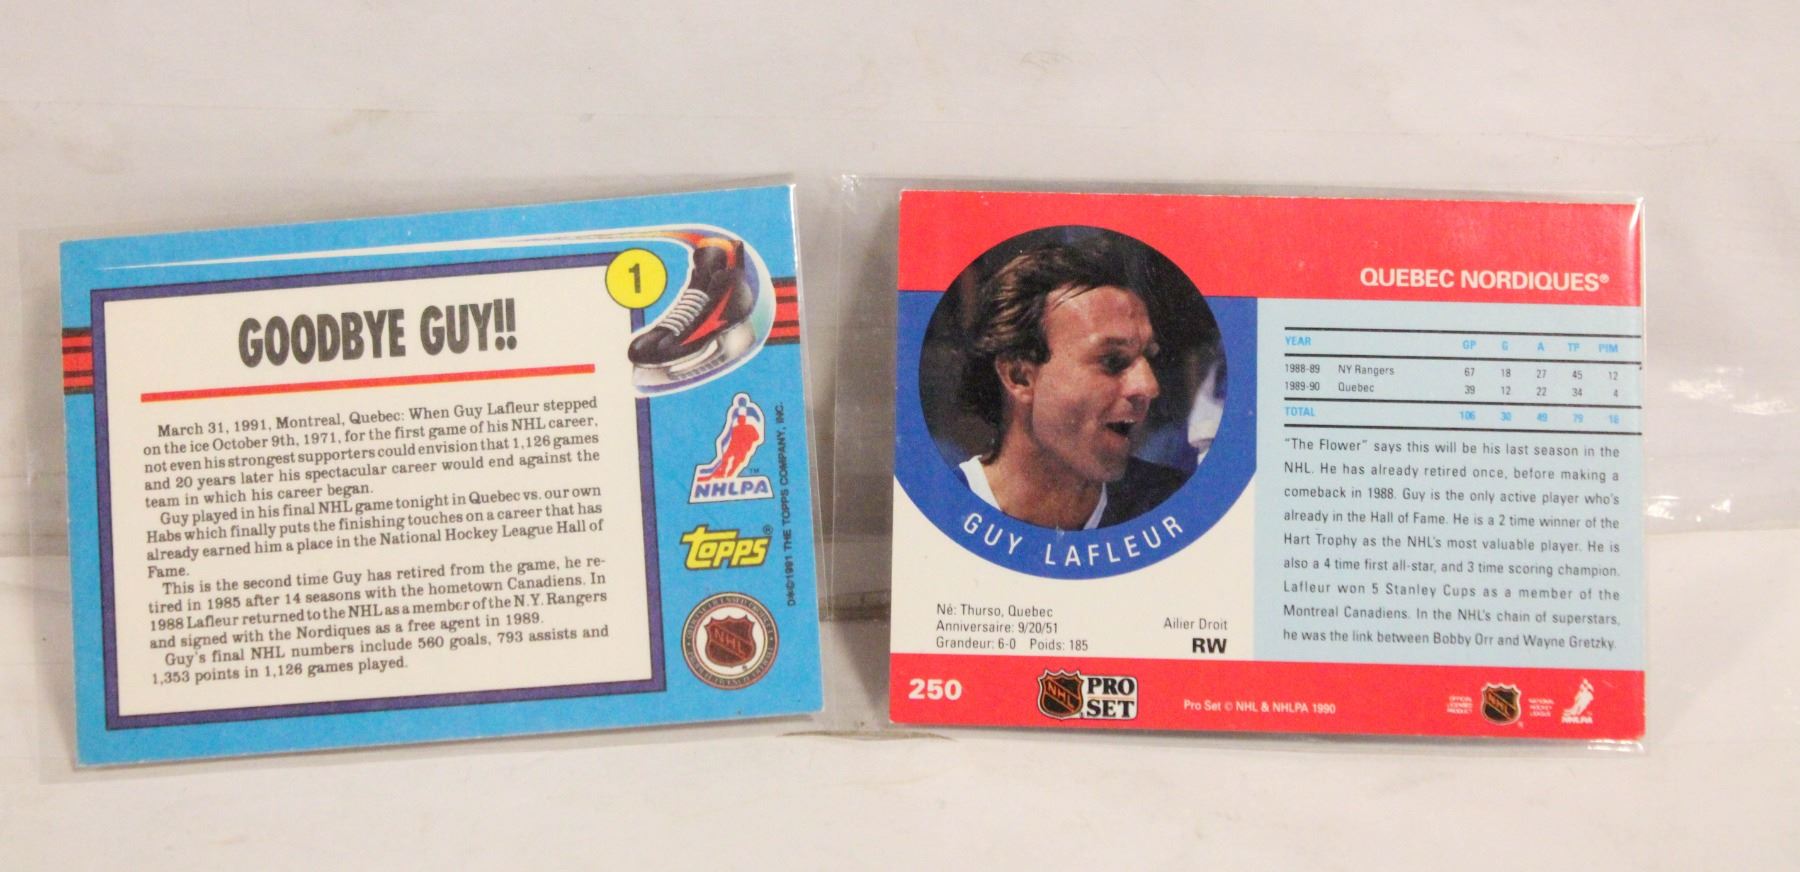 1
GOODBYE GUY!!
March 31, 1991, Montreal, Quebec: When Guy Lafleur stepped
on the ice October 9th, 1971, for the first game of his NHL career,
not even his strongest supporters could envision that 1,126 games
and 20 years later his spectacular career would end against the
team in which his career began.
Guy played in his final NHL game tonight in Quebec vs. our own
Habs which finally puts the finishing touches on a career that has
already earned him a place in the National Hockey League Hall of
Fame.
This is the second time Guy has retired from the game, he re-
tired in 1985 after 14 seasons with the hometown Canadiens. In
1988 Lafleur returned to the NHL as a member of the N.Y. Rangers
and signed with the Nordiques as a free agent in 1989.
Guy's final NHL numbers include 560 goals, 793 assists and
1,353 points in 1,126 games played.
NHLPA
TM
topps®
NHL
©1991 THE TOPPS COMPANY, INC.
QUEBEC NORDIQUES®
YEAR GP G A TP PIM
1988-89 NY Rangers 67 18 27 45 12
1989-90 Quebec 39 12 22 34 4
TOTAL 106 30 49 79 16
"The Flower" says this will be his last season in the
NHL. He has already retired once, before making a
comeback in 1988. Guy is the only active player who's
already in the Hall of Fame. He is a 2 time winner of the
Hart Trophy as the NHL's most valuable player. He is
also a 4 time first all-star, and 3 time scoring champion.
Lafleur won 5 Stanley Cups as a member of the
Montreal Canadiens. In the NHL's chain of superstars,
he was the link between Bobby Orr and Wayne Gretzky.
GUY LAFLEUR
Né: Thurso, Quebec
Anniversaire: 9/20/51
Grandeur: 6-0 Poids: 185
Ailier Droit
RW
250
NHL
PRO
SET
Pro Set © NHL & NHLPA 1990
OFFICIAL
LICENSED
PRODUCT
NHL
NATIONAL
HOCKEY
LEAGUE
NHLPA